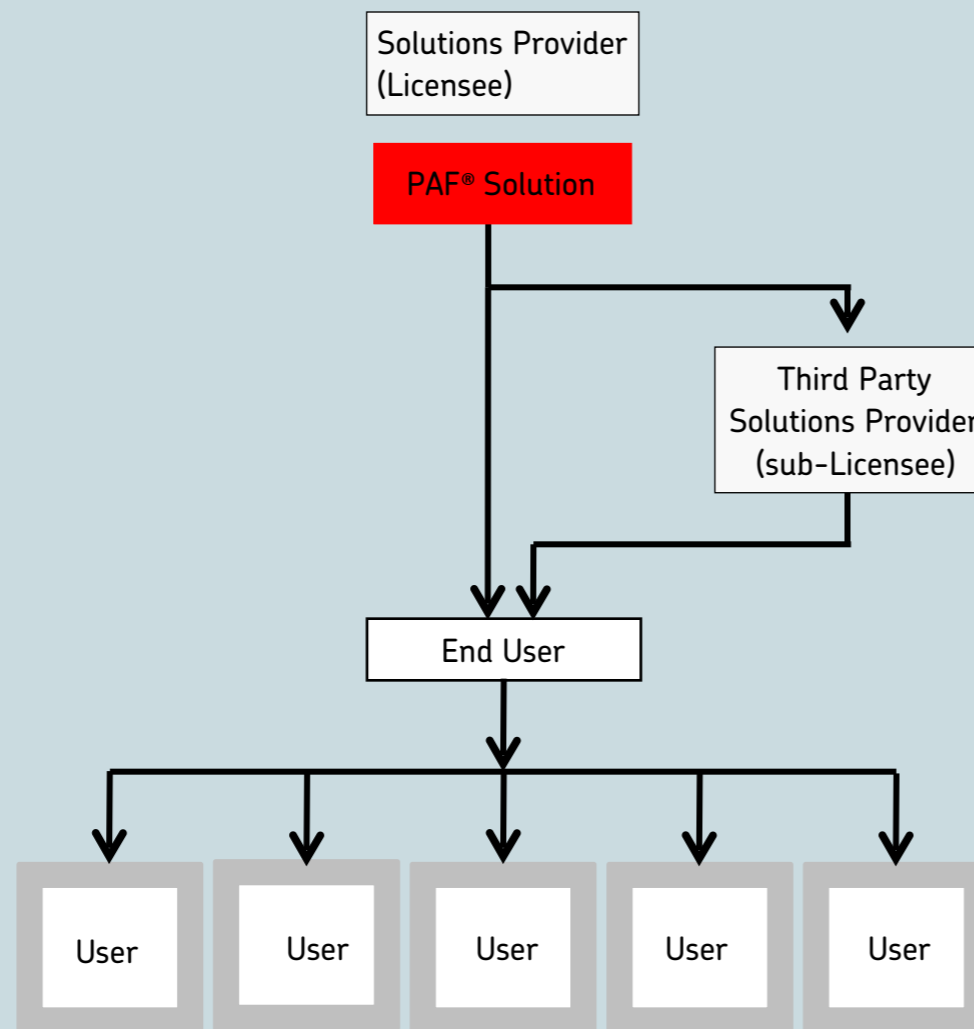 Solutions Provider
(Licensee)
PAF® Solution
Third Party
Solutions Provider
(sub-Licensee)
End User
User
User
User
User
User